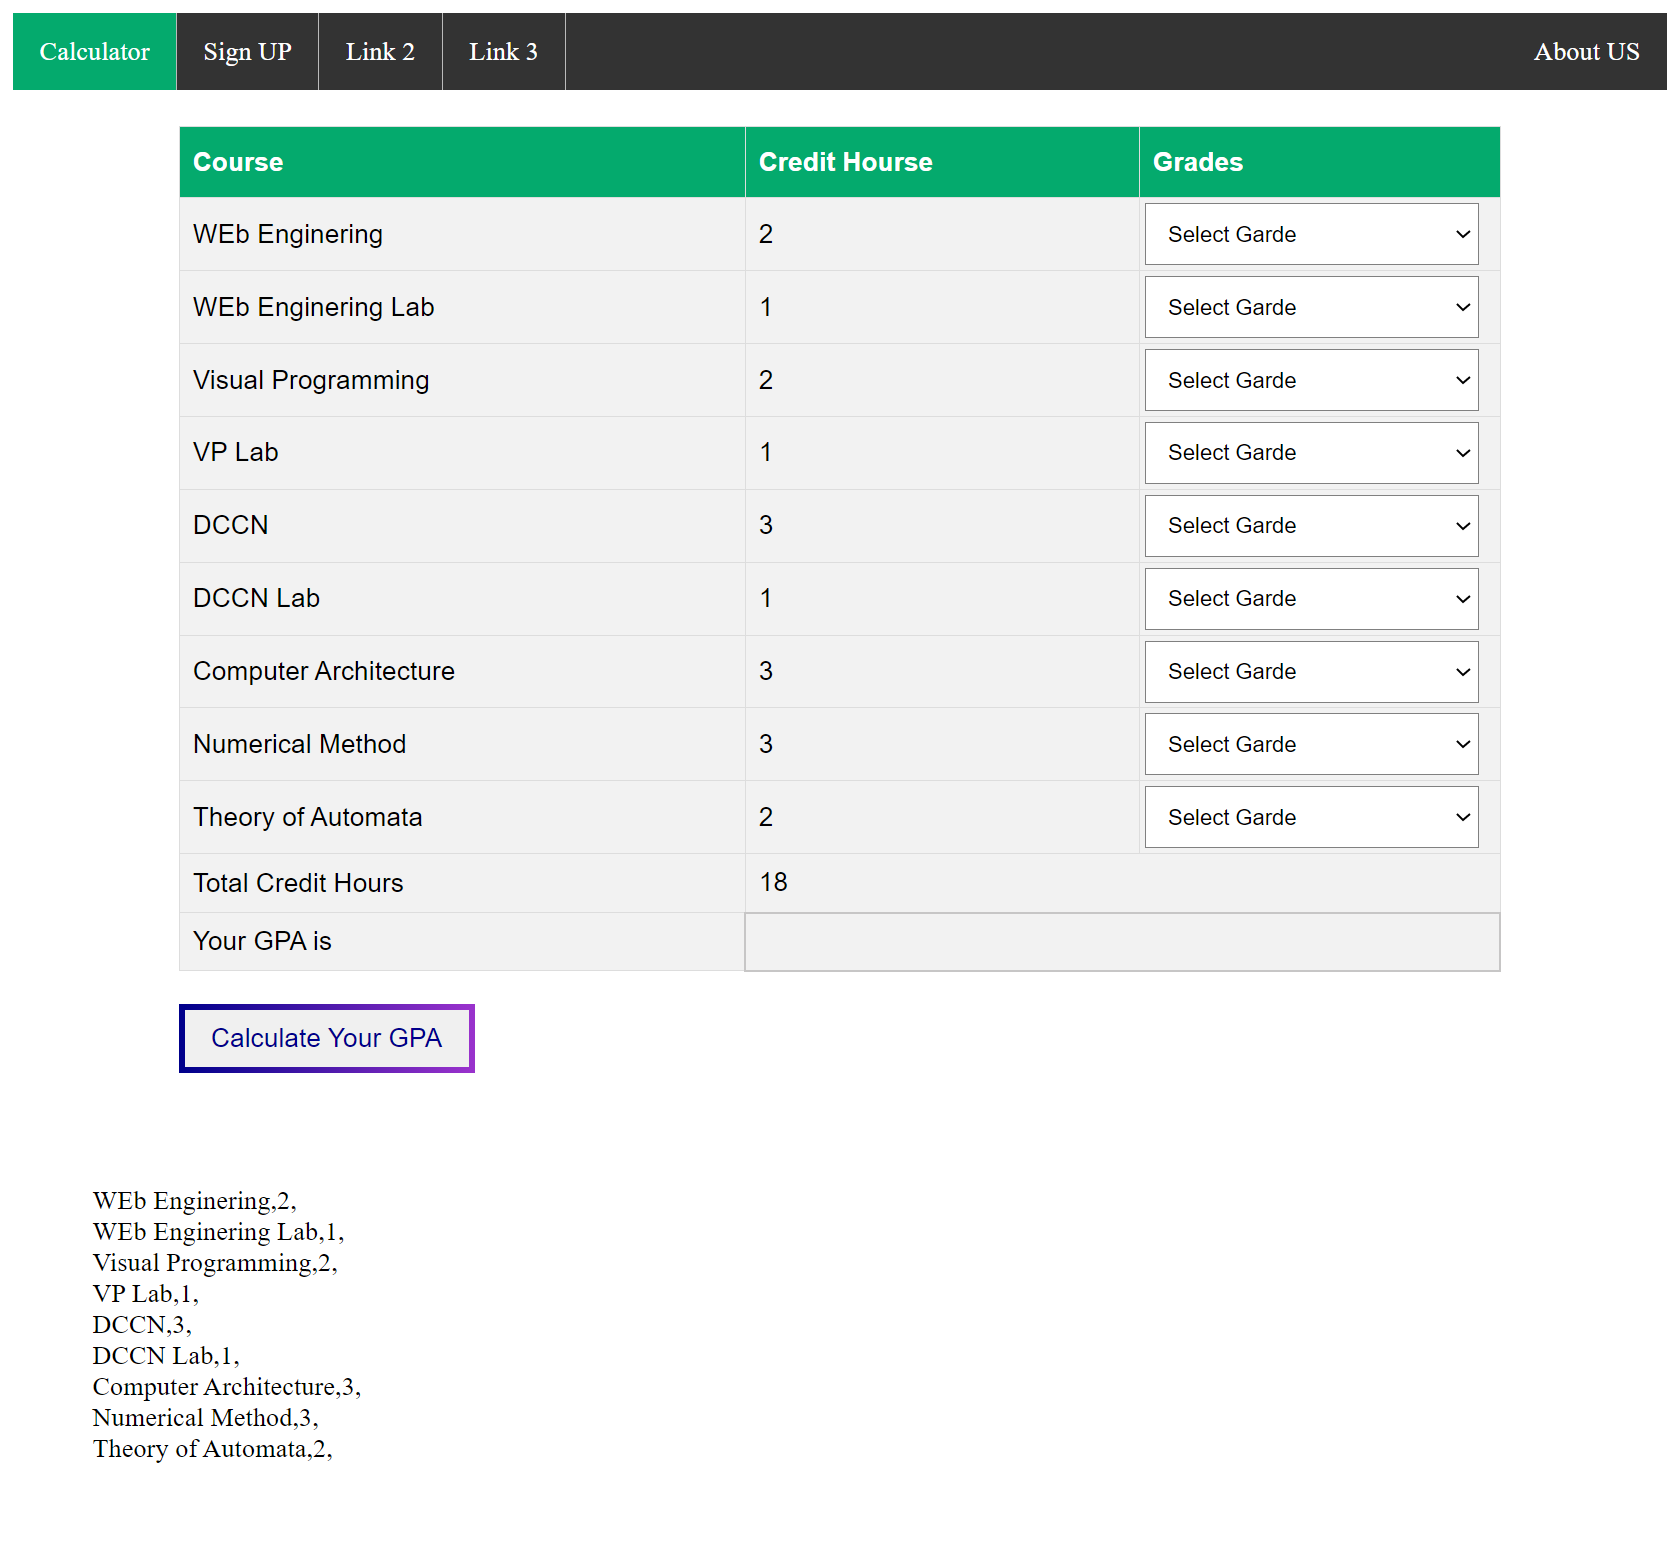 Calculator Sign UP Link 2 Link 3 About US
Course Credit Hourse Grades
WEb Enginering 2 Select Garde
WEb Enginering Lab 1 Select Garde
Visual Programming 2 Select Garde
VP Lab 1 Select Garde
DCCN 3 Select Garde
DCCN Lab 1 Select Garde
Computer Architecture 3 Select Garde
Numerical Method 3 Select Garde
Theory of Automata 2 Select Garde
Total Credit Hours 18
Your GPA is
Calculate Your GPA
WEb Enginering,2,
WEb Enginering Lab,1,
Visual Programming,2,
VP Lab,1,
DCCN,3,
DCCN Lab,1,
Computer Architecture,3,
Numerical Method,3,
Theory of Automata,2,